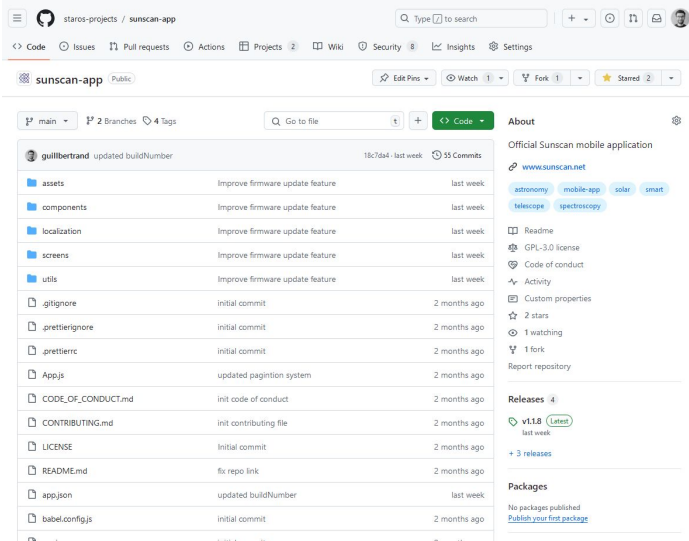 staros-projects / sunscan-app
Type / to search
Code Issues Pull requests Actions Projects 2 Wiki Security 8 Insights Settings
sunscan-app Public
Edit Pins Watch 1 Fork 1 Starred 2
main 2 Branches 4 Tags
Go to file t
Code
guillbertrand updated buildNumber 18c7da4 · last week 55 Commits
assets Improve firmware update feature last week
components Improve firmware update feature last week
localization Improve firmware update feature last week
screens Improve firmware update feature last week
utils Improve firmware update feature last week
.gitignore initial commit 2 months ago
.prettierignore initial commit 2 months ago
.prettierrc initial commit 2 months ago
App.js updated pagintion system 2 months ago
CODE_OF_CONDUCT.md init code of conduct 2 months ago
CONTRIBUTING.md init contributing file 2 months ago
LICENSE Initial commit 2 months ago
README.md fix repo link 2 months ago
app.json updated buildNumber last week
babel.config.js initial commit 2 months ago
About
Official Sunscan mobile application
www.sunscan.net
astronomy mobile-app solar smart
telescope spectroscopy
Readme
GPL-3.0 license
Code of conduct
Activity
Custom properties
2 stars
1 watching
1 fork
Report repository
Releases 4
v1.1.8 Latest
last week
+ 3 releases
Packages
No packages published
Publish your first package